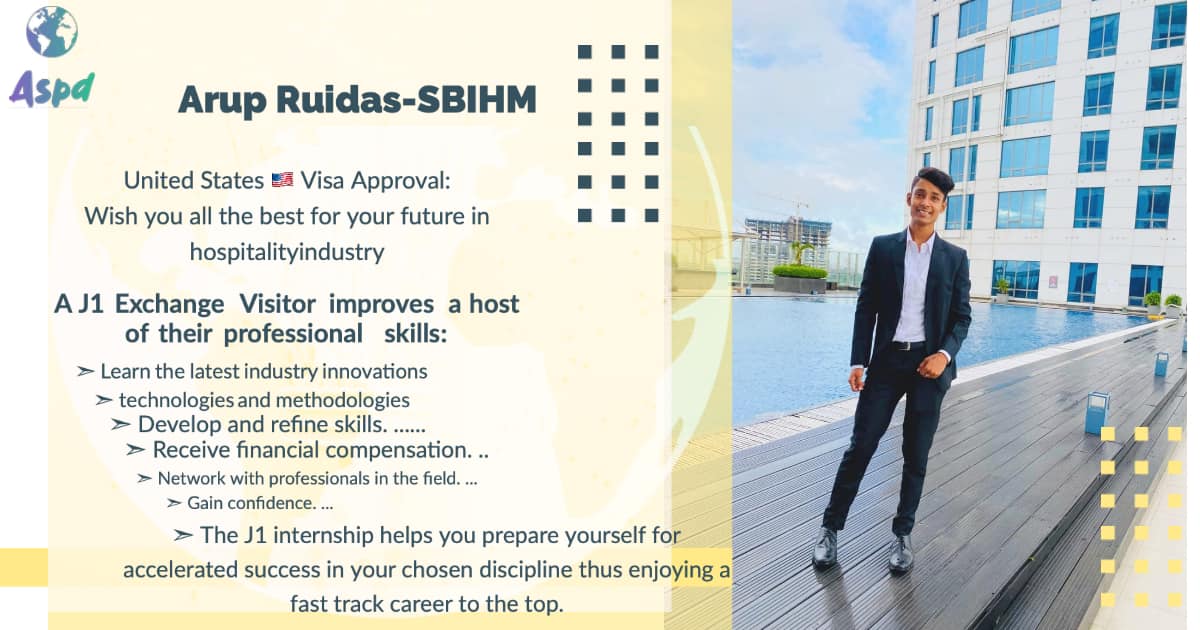 Aspd
Arup Ruidas-SBIHM
United States 🇺🇸 Visa Approval:
Wish you all the best for your future in
hospitalityindustry
A J1 Exchange Visitor improves a host
of their professional skills:
➢ Learn the latest industry innovations
➢ technologies and methodologies
➢ Develop and refine skills. ......
➢ Receive financial compensation. ..
➢ Network with professionals in the field. ...
➢ Gain confidence. ...
➢ The J1 internship helps you prepare yourself for
accelerated success in your chosen discipline thus enjoying a
fast track career to the top.